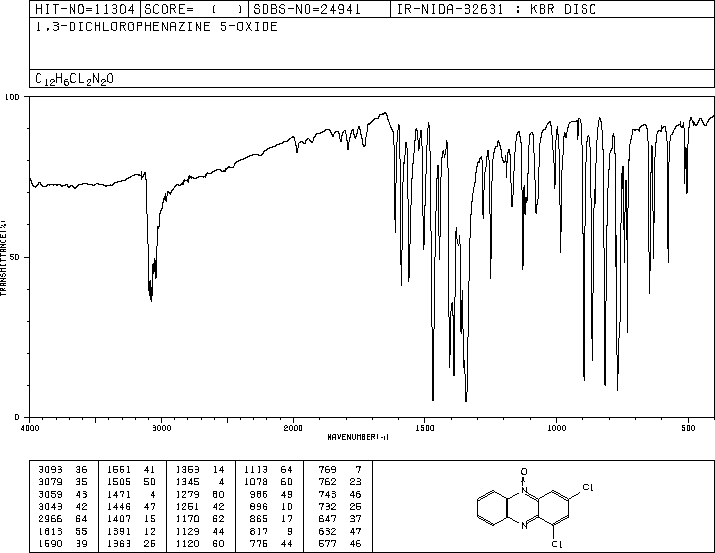 HIT-NO=11304 SCORE= ( ) SDBS-NO=24941 IR-NIDA-32631 : KBR DISC
1,3-DICHLOROPHENAZINE 5-OXIDE
C12H6CL2N2O
100
50
0
TRANSMITTANCE(%)
4000 3000 2000 1500 1000 500
WAVENUMBER(-1)
3093 36 1561 41 1353 14 1113 64 769 7
3079 35 1505 50 1345 4 1078 60 762 23
3059 43 1471 4 1279 60 986 49 743 46
3043 42 1446 47 1251 42 896 10 732 25
2966 64 1407 15 1170 62 865 17 647 37
1613 55 1391 12 1129 44 817 9 632 47
1590 39 1363 26 1120 60 776 44 577 46
O
N
N
Cl
Cl